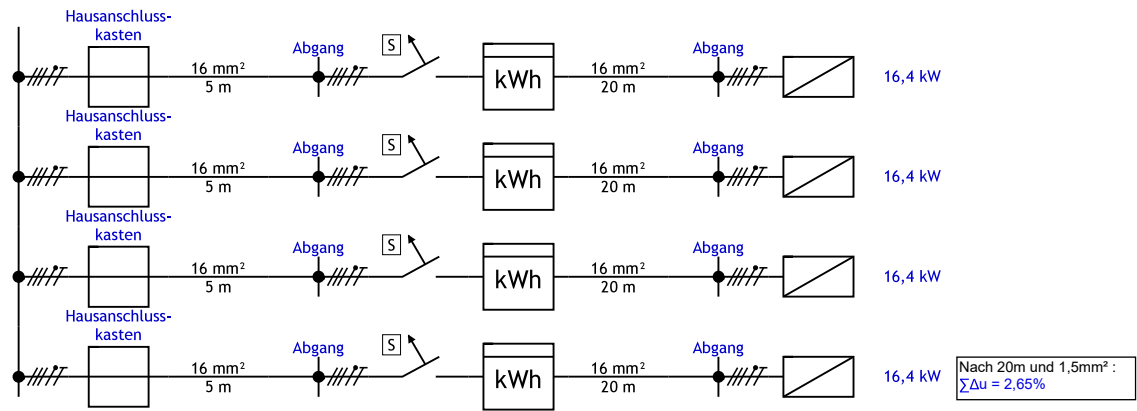 Hausanschluss-
kasten
Abgang
S
16 mm²
5 m
kWh
16 mm²
20 m
Abgang
16,4 kW
Hausanschluss-
kasten
Abgang
S
16 mm²
5 m
kWh
16 mm²
20 m
Abgang
16,4 kW
Hausanschluss-
kasten
Abgang
S
16 mm²
5 m
kWh
16 mm²
20 m
Abgang
16,4 kW
Hausanschluss-
kasten
Abgang
S
16 mm²
5 m
kWh
16 mm²
20 m
Abgang
16,4 kW
Nach 20m und 1,5mm² :
∑Δu = 2,65%